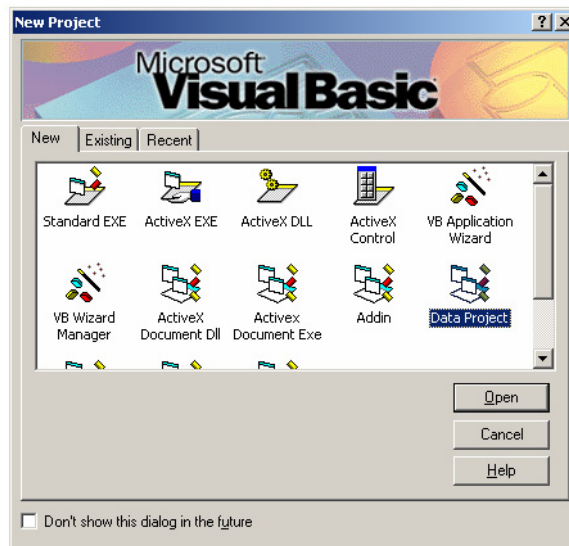 New Project
Microsoft
Visual Basic
New Existing Recent
Standard EXE ActiveX EXE ActiveX DLL ActiveX Control VB Application Wizard
VB Wizard Manager ActiveX Document Dll Activex Document Exe Addin Data Project
Open
Cancel
Help
Don't show this dialog in the future